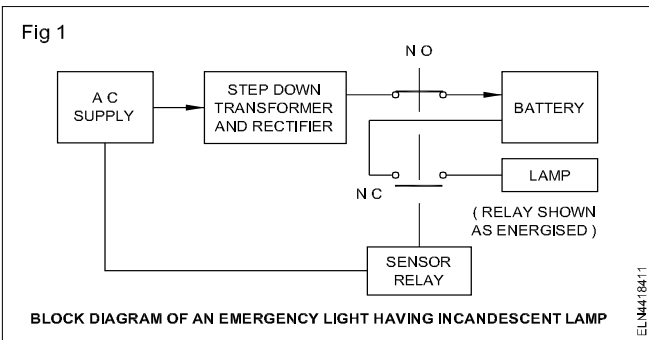 Fig 1
N O
A C
SUPPLY
STEP DOWN
TRANSFORMER
AND RECTIFIER
BATTERY
N C
LAMP
( RELAY SHOWN
AS ENERGISED )
SENSOR
RELAY
BLOCK DIAGRAM OF AN EMERGENCY LIGHT HAVING INCANDESCENT LAMP
ELN4418411